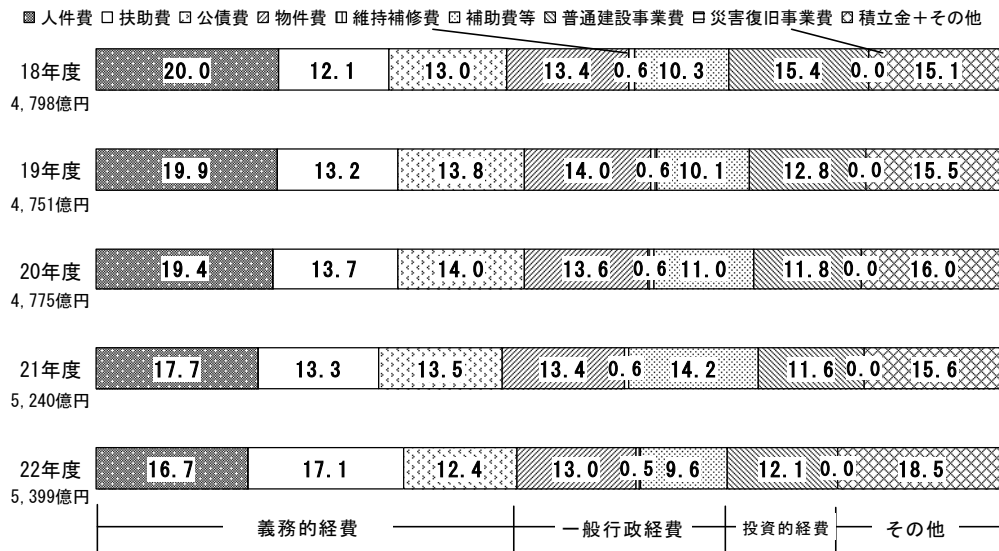 人件費 扶助費 公債費 物件費 維持補修費 補助費等 普通建設事業費 災害復旧事業費 積立金＋その他
18年度 20.0 12.1 13.0 13.4 0.6 10.3 15.4 0.0 15.1
4,798億円
19年度 19.9 13.2 13.8 14.0 0.6 10.1 12.8 0.0 15.5
4,751億円
20年度 19.4 13.7 14.0 13.6 0.6 11.0 11.8 0.0 16.0
4,775億円
21年度 17.7 13.3 13.5 13.4 0.6 14.2 11.6 0.0 15.6
5,240億円
22年度 16.7 17.1 12.4 13.0 0.5 9.6 12.1 0.0 18.5
5,399億円
義務的経費 一般行政経費 投資的経費 その他